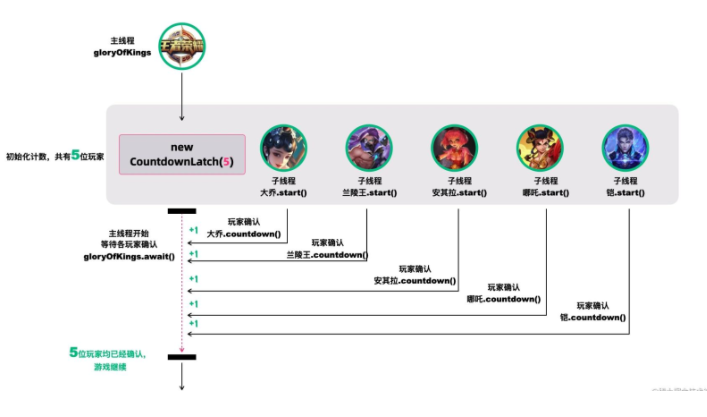 主线程
gloryOfKings
王者荣耀
初始化计数，共有5位玩家
new
CountdownLatch(5)
子线程
大乔.start()
子线程
兰陵王.start()
子线程
安其拉.start()
子线程
哪吒.start()
子线程
铠.start()
主线程开始
等待各玩家确认
gloryOfKings.await()
+1
玩家确认
大乔.countdown()
+1
玩家确认
兰陵王.countdown()
+1
玩家确认
安其拉.countdown()
+1
玩家确认
哪吒.countdown()
+1
玩家确认
铠.countdown()
5位玩家均已经确认，
游戏继续